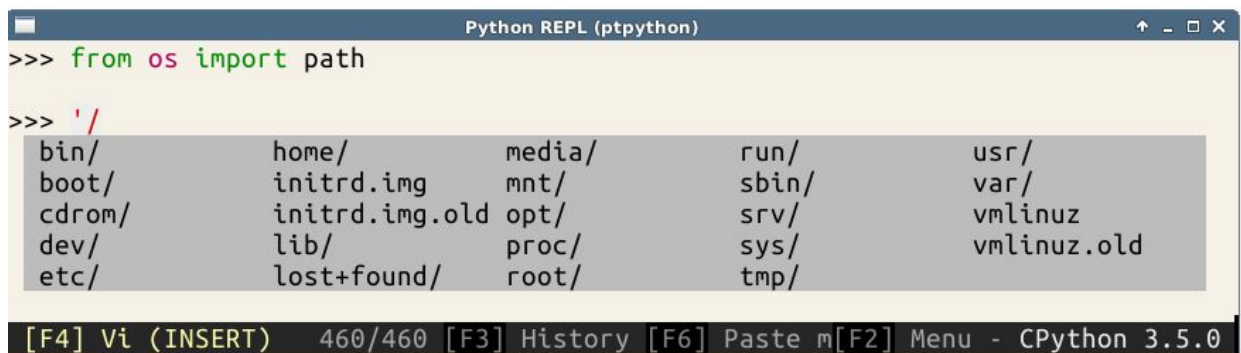 Python REPL (ptpython)
>>> from os import path
>>> '/
bin/ home/ media/ run/ usr/
boot/ initrd.img mnt/ sbin/ var/
cdrom/ initrd.img.old opt/ srv/ vmlinuz
dev/ lib/ proc/ sys/ vmlinuz.old
etc/ lost+found/ root/ tmp/
[F4] Vi (INSERT) 460/460 [F3] History [F6] Paste m[F2] Menu - CPython 3.5.0